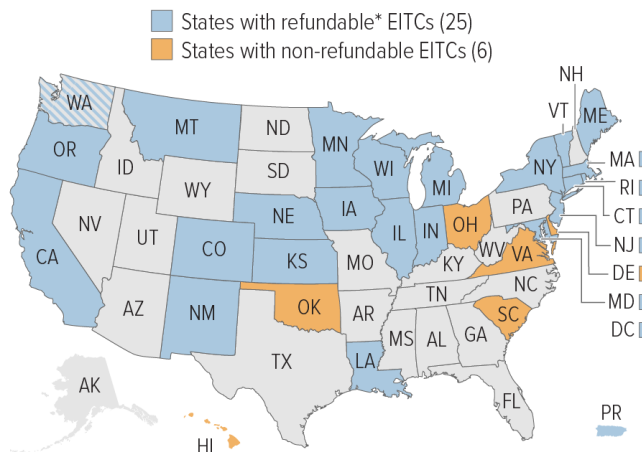 States with refundable* EITCs (25)
States with non-refundable EITCs (6)
NH
WA
VT
ME
MT
ND
MN
OR
MA
ID
SD
WI
NY
RI
WY
MI
CT
IA
PA
NE
NJ
NV
OH
IL
IN
UT
DE
CO
WV
VA
CA
KS
MO
KY
MD
NC
TN
DC
AZ
NM
OK
AR
SC
MS
AL
GA
TX
LA
AK
FL
PR
HI